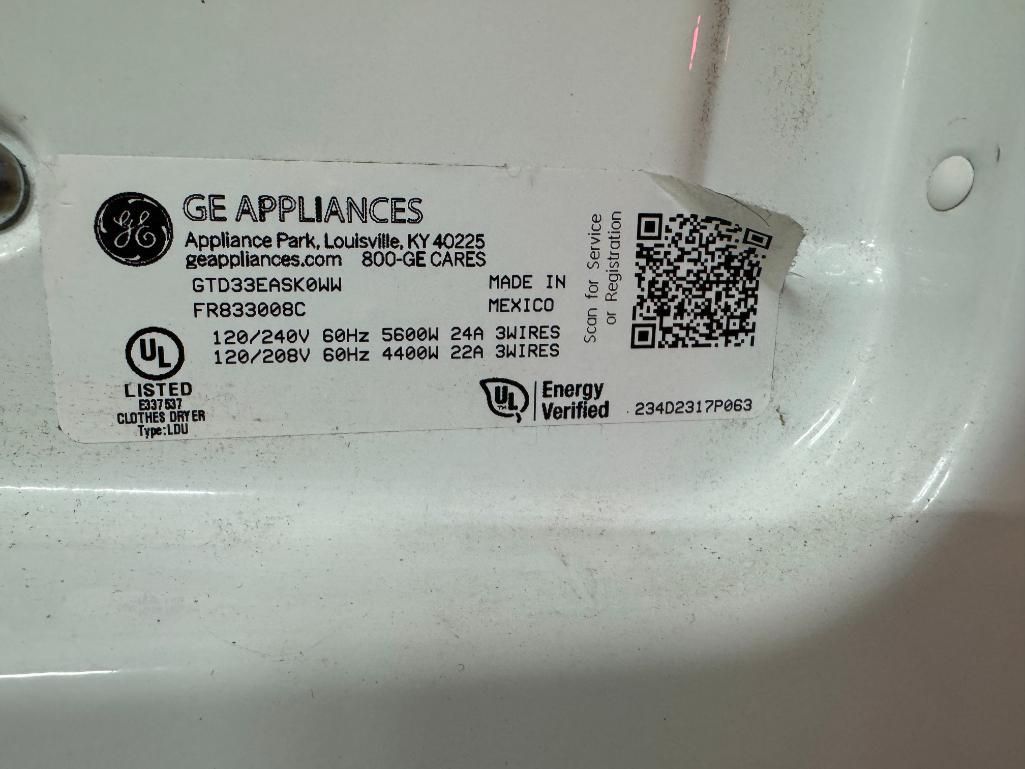 GE
GE APPLIANCES
Appliance Park, Louisville, KY 40225
geappliances.com 800-GE CARES
GTD33EASK0WW MADE IN
FR833008C MEXICO
120/240V 60Hz 5600W 24A 3WIRES
120/208V 60Hz 4400W 22A 3WIRES
UL
LISTED
E337537
CLOTHES DRYER
Type:LDU
UL Energy
TM Verified
234D2317P063
Scan for Service
or Registration